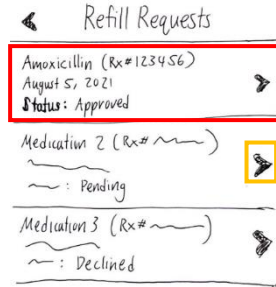 Refill Requests
Amoxicillin (Rx#123456)
August 5, 2021
Status: Approved
Medication 2 (Rx#
: Pending
Medication 3 (Rx#
: Declined